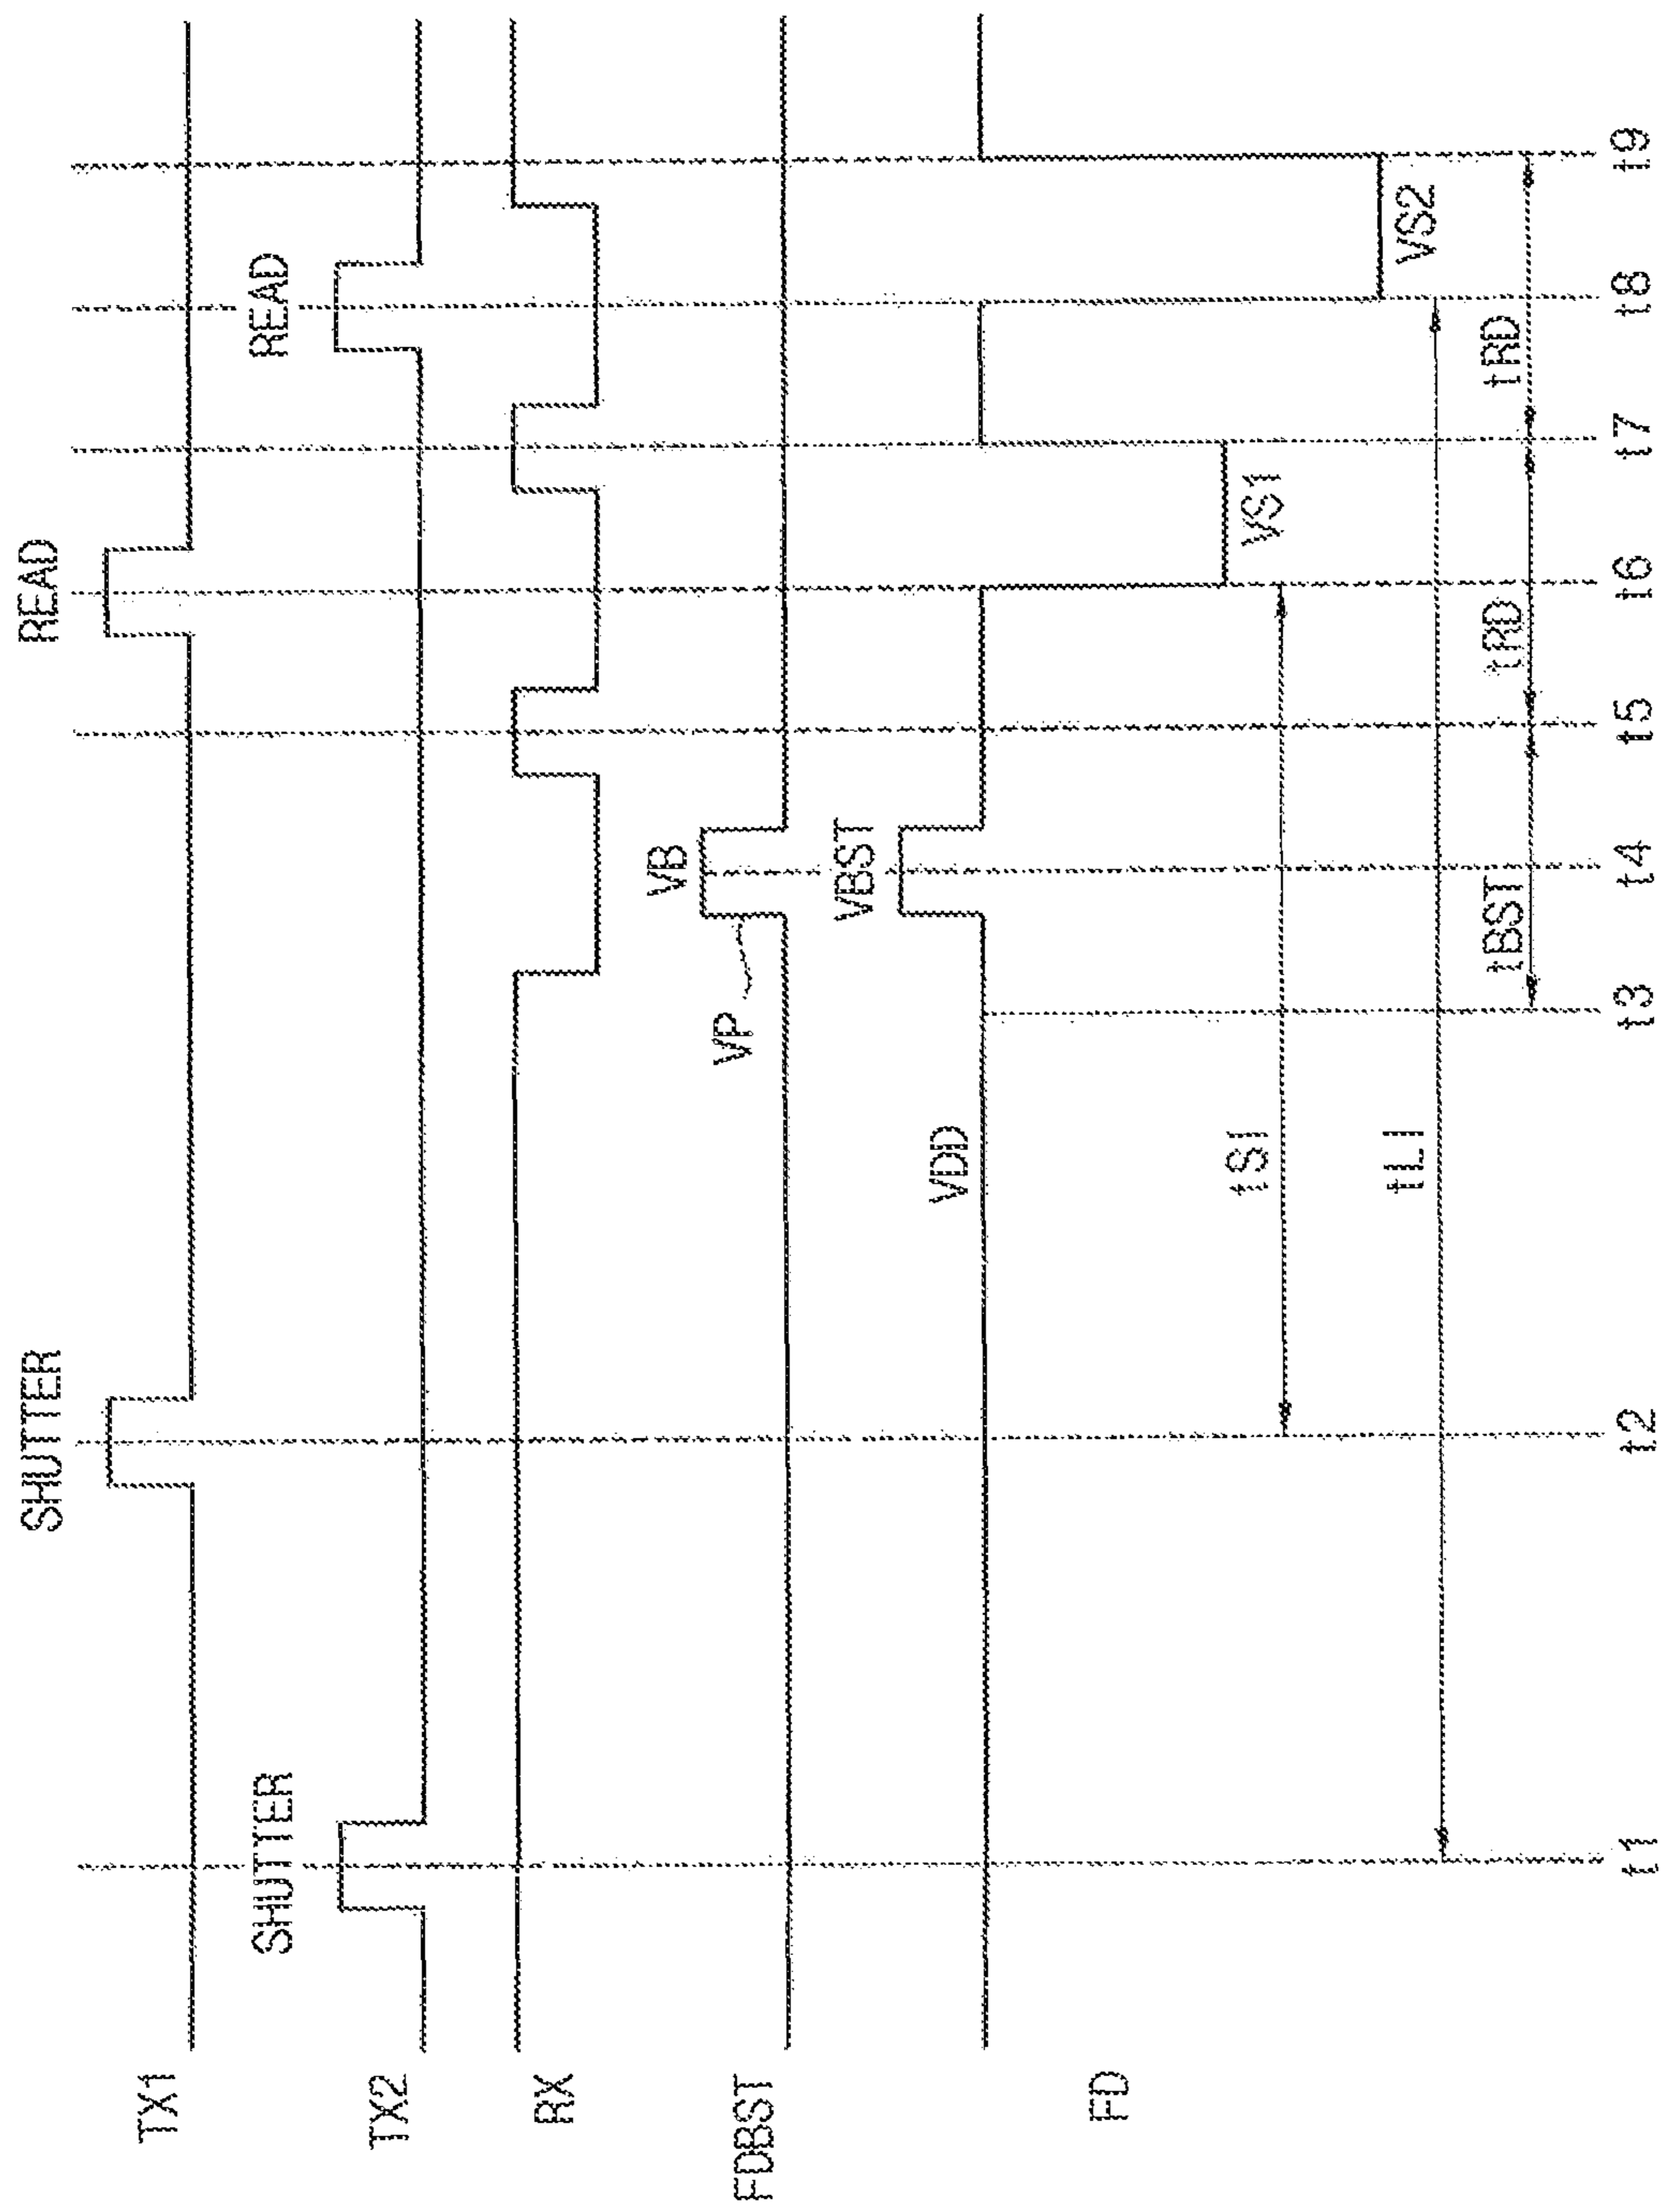 SHUTTER
READ
TX1
SHUTTER
READ
TX2
RX
VB
VP
FDBST
VBST
VDD
FD
VS1
tSI
VS2
tLI
tBST
tRD
tRD
t1
t2
t3
t4
t5
t6
t7
t8
t9